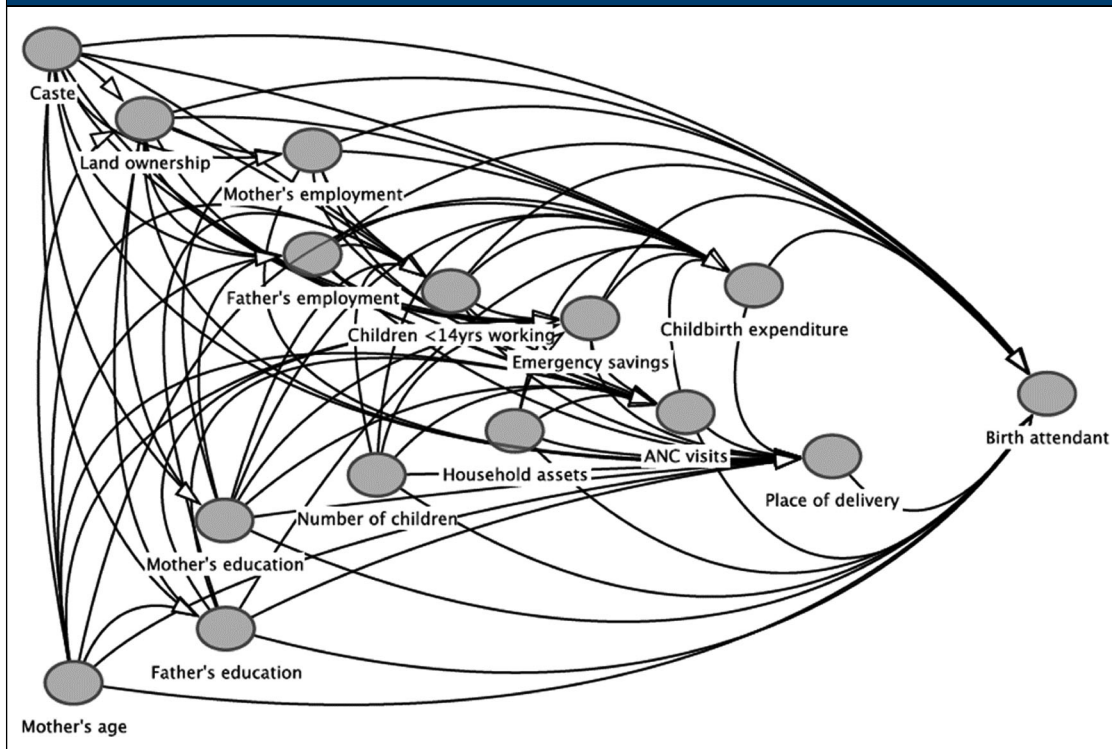 Caste
Land ownership
Mother's employment
Father's employment
Children <14yrs working
Childbirth expenditure
Emergency savings
Birth attendant
ANC visits
Household assets
Place of delivery
Number of children
Mother's education
Father's education
Mother's age